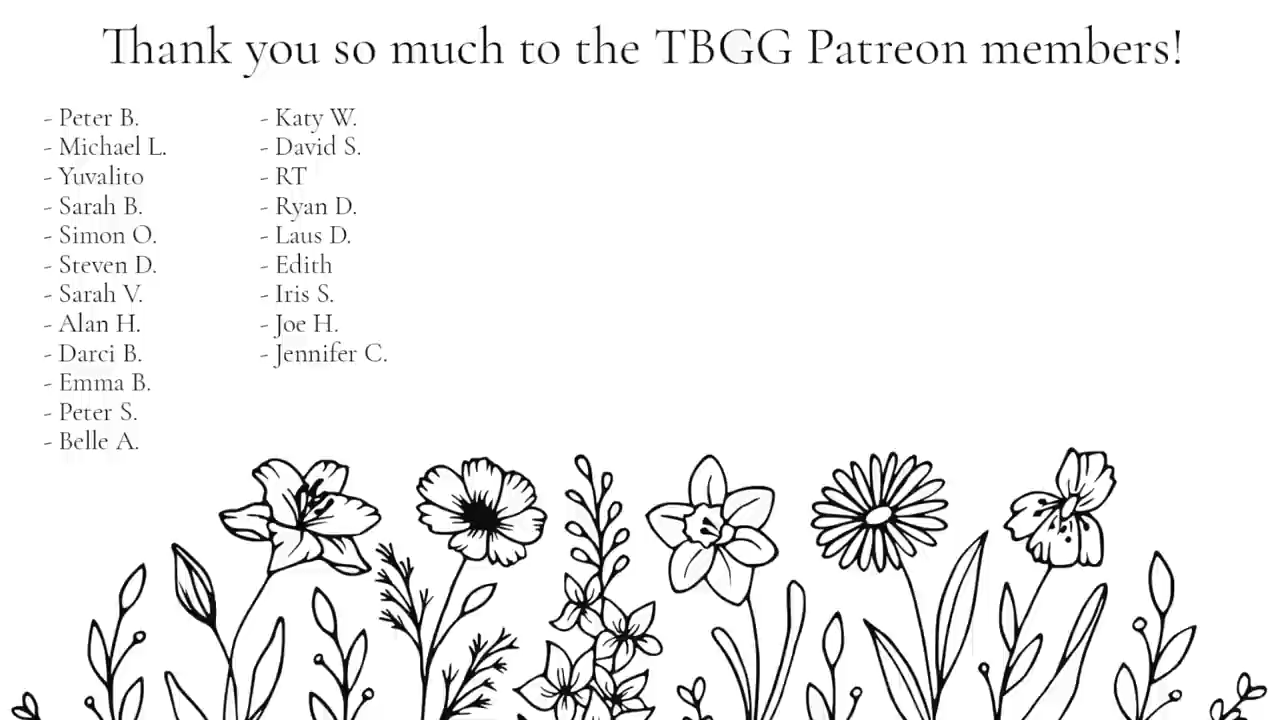 Thank you so much to the TBGG Patreon members!
- Peter B.
- Michael L.
- Yuvalito
- Sarah B.
- Simon O.
- Steven D.
- Sarah V.
- Alan H.
- Darci B.
- Emma B.
- Peter S.
- Belle A.
- Katy W.
- David S.
- RT
- Ryan D.
- Laus D.
- Edith
- Iris S.
- Joe H.
- Jennifer C.